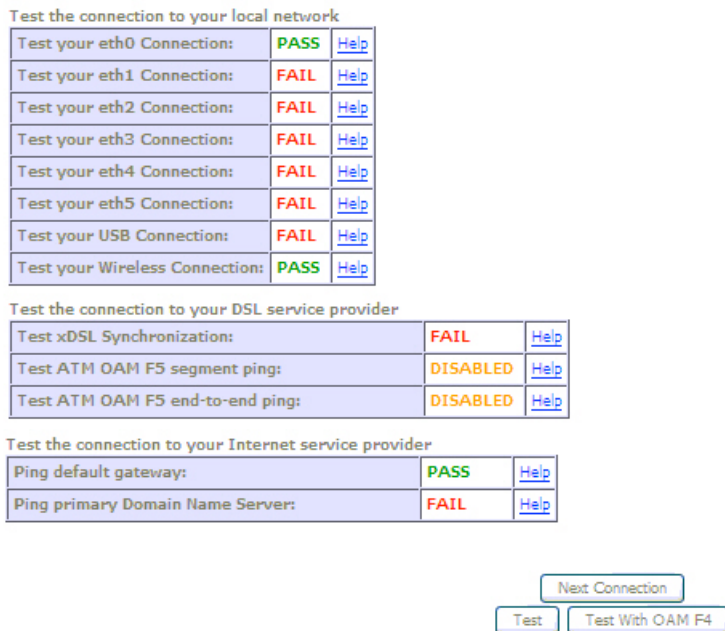 Test the connection to your local network
Test your eth0 Connection: PASS Help
Test your eth1 Connection: FAIL Help
Test your eth2 Connection: FAIL Help
Test your eth3 Connection: FAIL Help
Test your eth4 Connection: FAIL Help
Test your eth5 Connection: FAIL Help
Test your USB Connection: FAIL Help
Test your Wireless Connection: PASS Help
Test the connection to your DSL service provider
Test xDSL Synchronization: FAIL Help
Test ATM OAM F5 segment ping: DISABLED Help
Test ATM OAM F5 end-to-end ping: DISABLED Help
Test the connection to your Internet service provider
Ping default gateway: PASS Help
Ping primary Domain Name Server: FAIL Help
Next Connection
Test Test With OAM F4